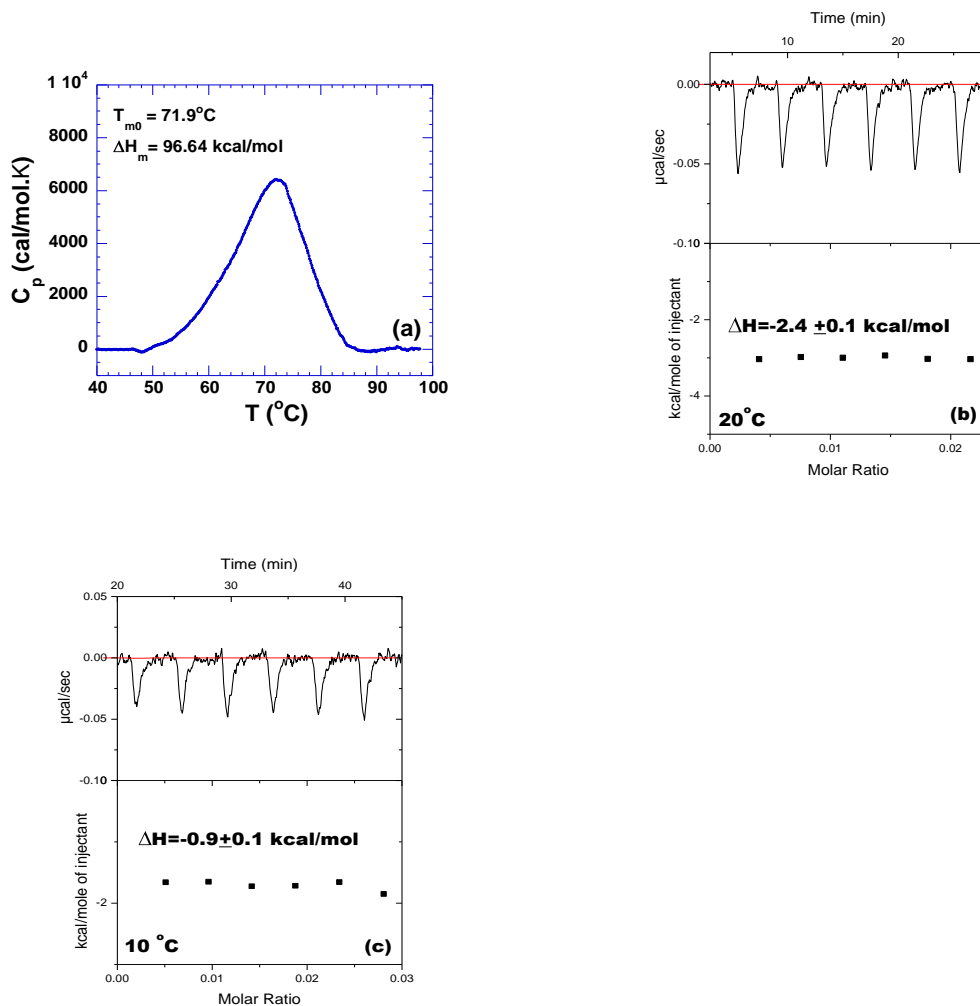 1 10⁴
8000
6000
4000
2000
0
C_p (cal/mol.K)
T_m0 = 71.9°C
ΔH_m = 96.64 kcal/mol
(a)
40 50 60 70 80 90 100
T (°C)
Time (min)
10 20
0.00
-0.05
-0.10
µcal/sec
-2
-4
kcal/mole of injectant
ΔH=-2.4 ±0.1 kcal/mol
20°C
(b)
0.00 0.01 0.02
Molar Ratio
Time (min)
20 30 40
0.05
0.00
-0.05
-0.10
µcal/sec
-2
kcal/mole of injectant
ΔH=-0.9±0.1 kcal/mol
10 °C
(c)
0.00 0.01 0.02 0.03
Molar Ratio